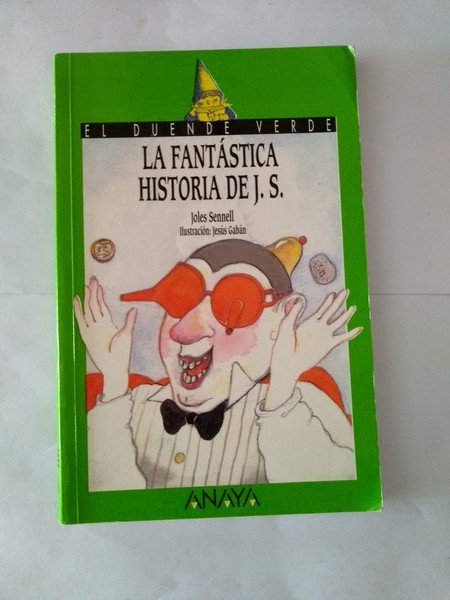 EL DUENDE VERDE
LA FANTÁSTICA
HISTORIA DE J. S.
Joles Sennell
Ilustración: Jesús Gabán
ANAYA